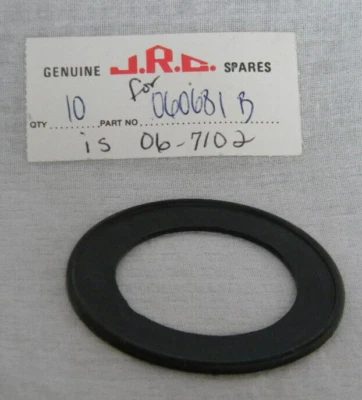 GENUINE J.R.C. SPARES
for
QTY 10 PART NO. 060681 B
is 06-7102